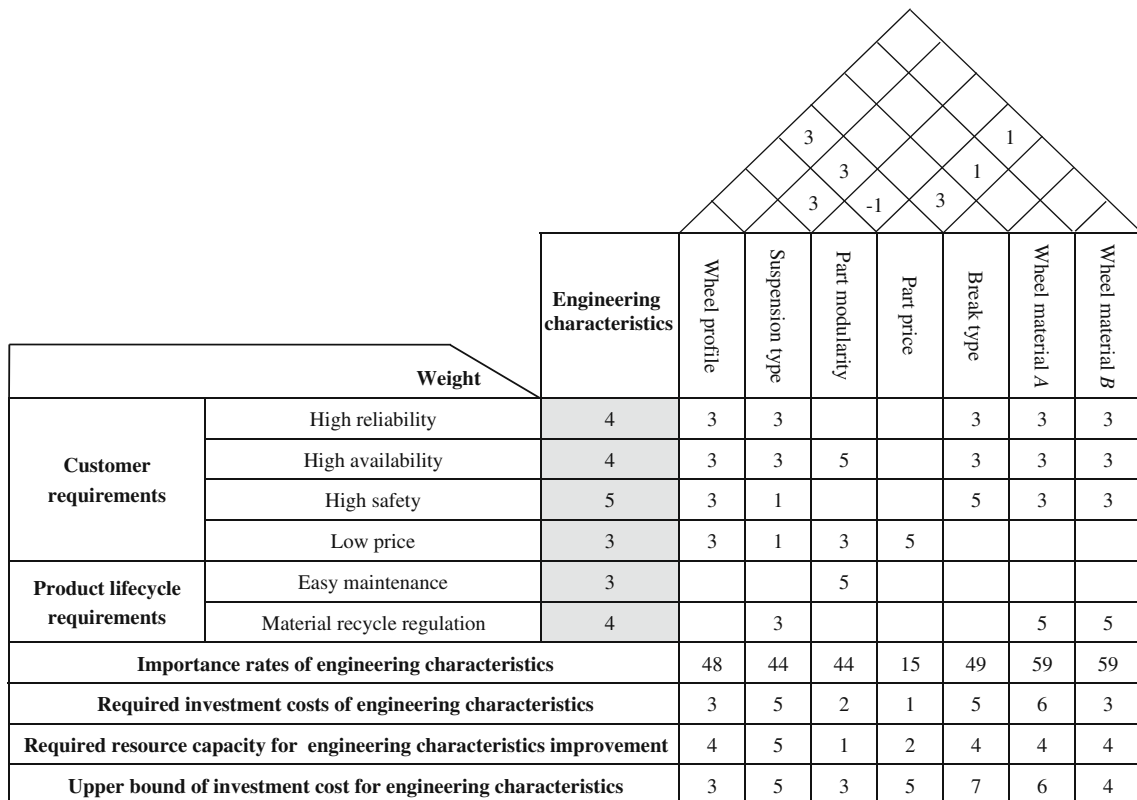 3 1
3 1
3 -1 3
Engineering characteristics
Wheel profile
Suspension type
Part modularity
Part price
Break type
Wheel material A
Wheel material B
Weight
Customer requirements
High reliability 4 3 3 3 3 3
High availability 4 3 3 5 3 3 3
High safety 5 3 1 5 3 3
Low price 3 3 1 3 5
Product lifecycle requirements
Easy maintenance 3 5
Material recycle regulation 4 3 5 5
Importance rates of engineering characteristics 48 44 44 15 49 59 59
Required investment costs of engineering characteristics 3 5 2 1 5 6 3
Required resource capacity for engineering characteristics improvement 4 5 1 2 4 4 4
Upper bound of investment cost for engineering characteristics 3 5 3 5 7 6 4